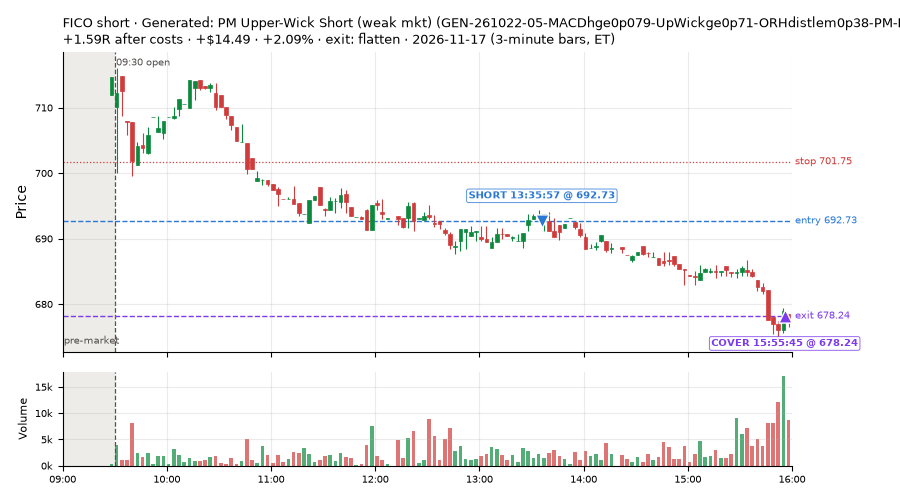 FICO short · Generated: PM Upper-Wick Short (weak mkt) (GEN-261022-05-MACDhge0p079-UpWickge0p71-ORHdistlem0p38-PM-
+1.59R after costs · +$14.49 · +2.09% · exit: flatten · 2026-11-17 (3-minute bars, ET)
09:30 open
710
700
690
680
Price
stop 701.75
SHORT 13:35:57 @ 692.73
entry 692.73
exit 678.24
pre-market
COVER 15:55:45 @ 678.24
15k
10k
5k
0k
Volume
09:00
10:00
11:00
12:00
13:00
14:00
15:00
16:00